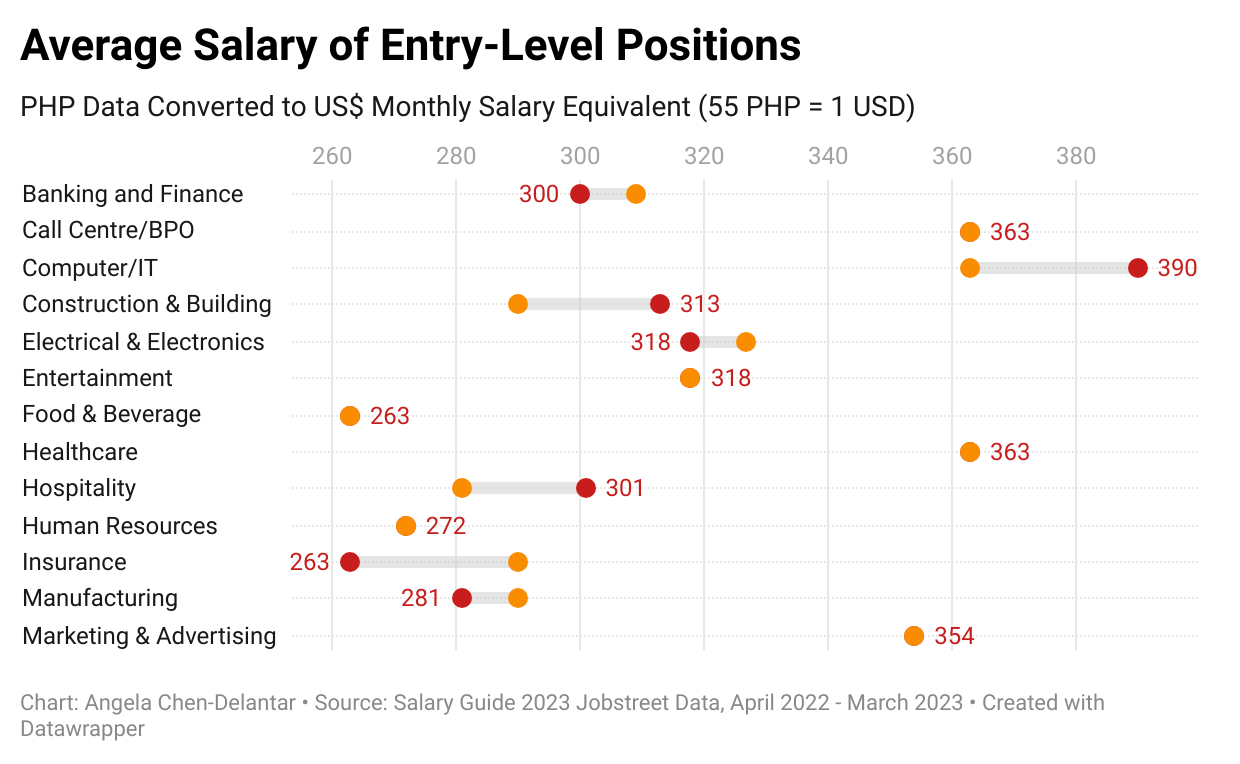 Average Salary of Entry-Level Positions
PHP Data Converted to US$ Monthly Salary Equivalent (55 PHP = 1 USD)
260 280 300 320 340 360 380
Banking and Finance 300
Call Centre/BPO 363
Computer/IT 390
Construction & Building 313
Electrical & Electronics 318
Entertainment 318
Food & Beverage 263
Healthcare 363
Hospitality 301
Human Resources 272
Insurance 263
Manufacturing 281
Marketing & Advertising 354
Chart: Angela Chen-Delantar • Source: Salary Guide 2023 Jobstreet Data, April 2022 - March 2023 • Created with
Datawrapper